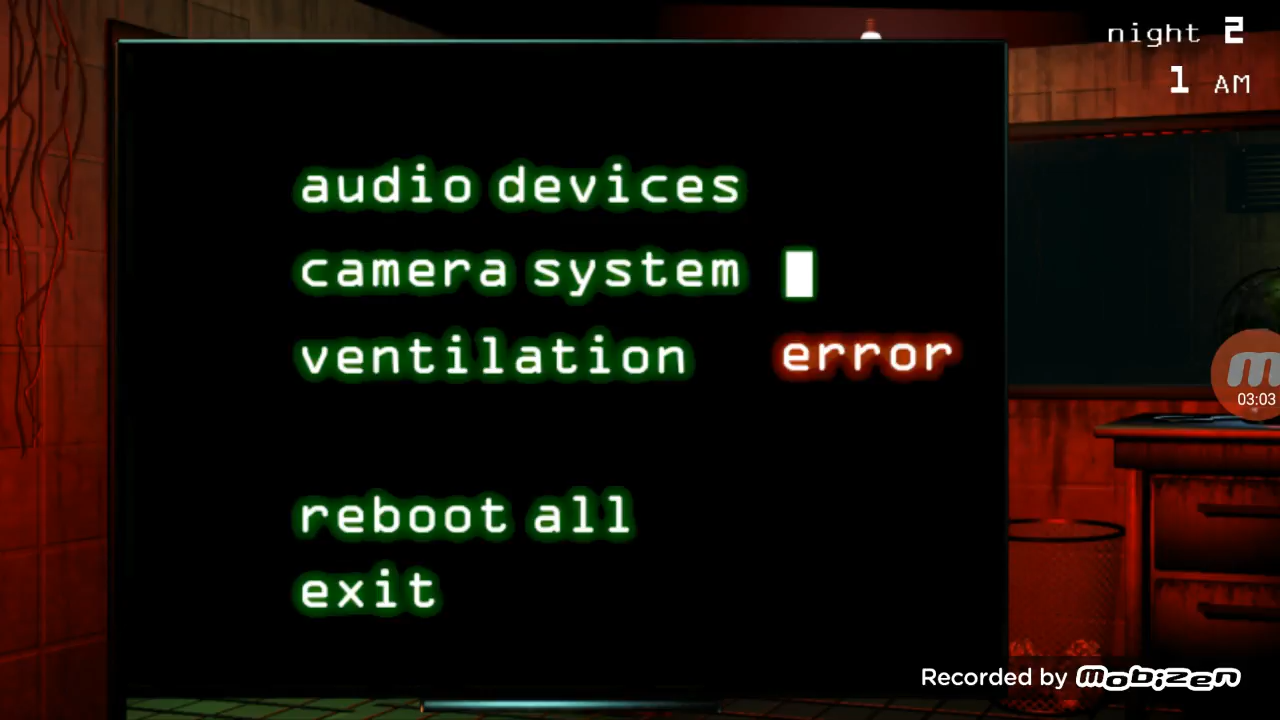 night 2
1 AM
audio devices
camera system
ventilation error
reboot all
exit
03:03
Recorded by mobizen